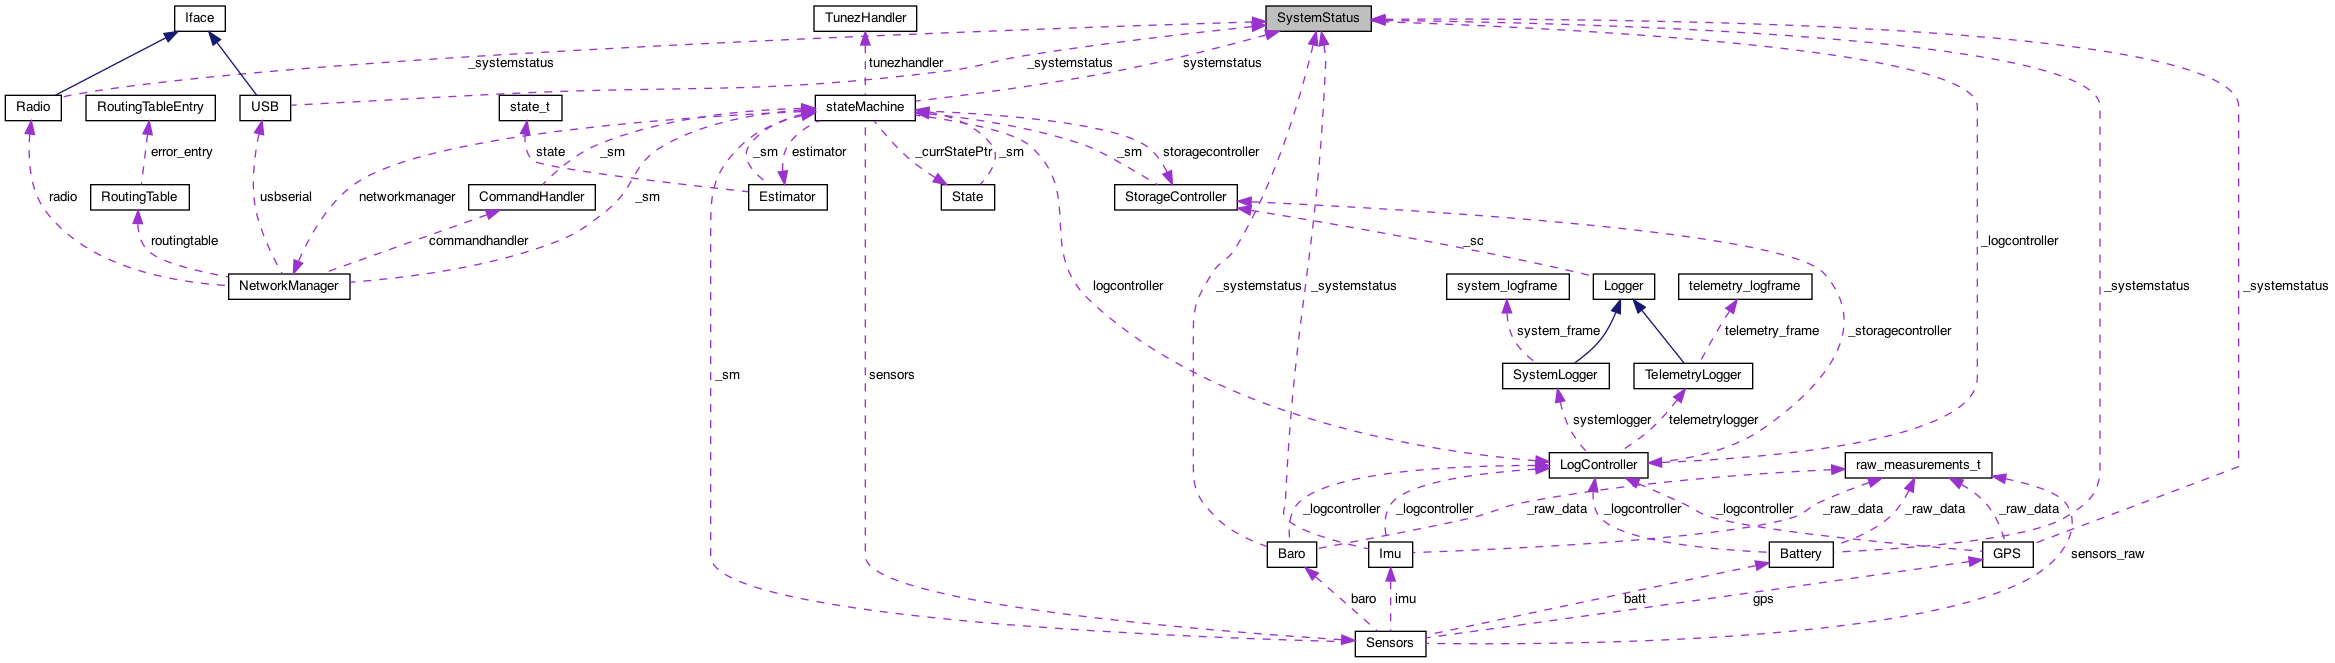 Iface
TunezHandler
SystemStatus
_systemstatus
tunezhandler
_systemstatus
systemstatus
Radio
RoutingTableEntry
USB
state_t
stateMachine
error_entry
state
_sm
_sm
estimator
_currStatePtr
_sm
_sm
storagecontroller
radio
RoutingTable
usbserial
networkmanager
CommandHandler
_sm
Estimator
State
StorageController
routingtable
commandhandler
_sc
_logcontroller
NetworkManager
logcontroller
_systemstatus
_systemstatus
system_logframe
Logger
telemetry_logframe
_systemstatus
_systemstatus
system_frame
telemetry_frame
_storagecontroller
_sm
sensors
SystemLogger
TelemetryLogger
systemlogger
telemetrylogger
LogController
raw_measurements_t
_logcontroller
_logcontroller
_raw_data
_logcontroller
_logcontroller
_raw_data
_raw_data
_raw_data
Baro
Imu
Battery
GPS
sensors_raw
baro
imu
batt
gps
Sensors